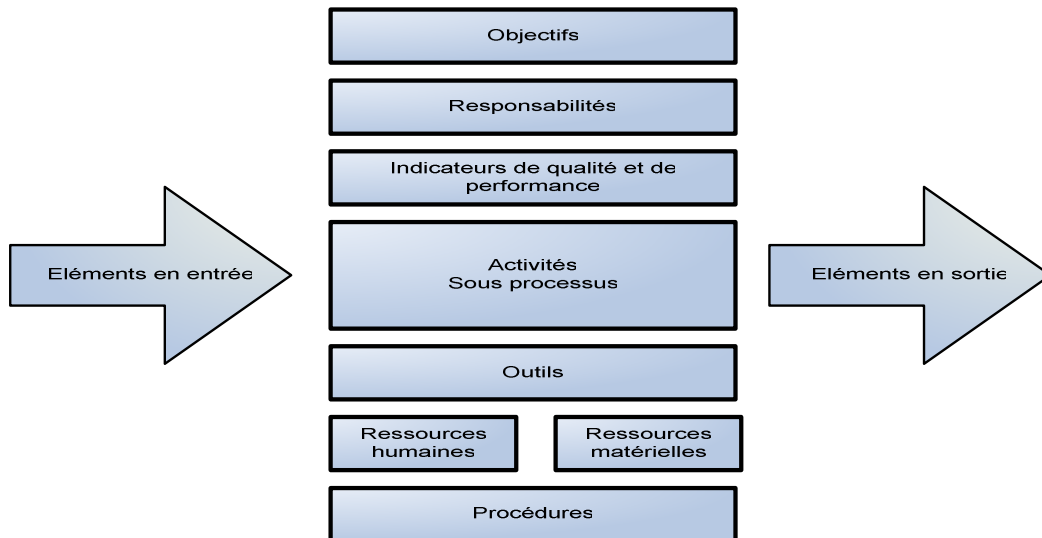 Objectifs
Responsabilités
Indicateurs de qualité et de
performance
Eléments en entrée
Activités
Sous processus
Eléments en sortie
Outils
Ressources
humaines
Ressources
matérielles
Procédures